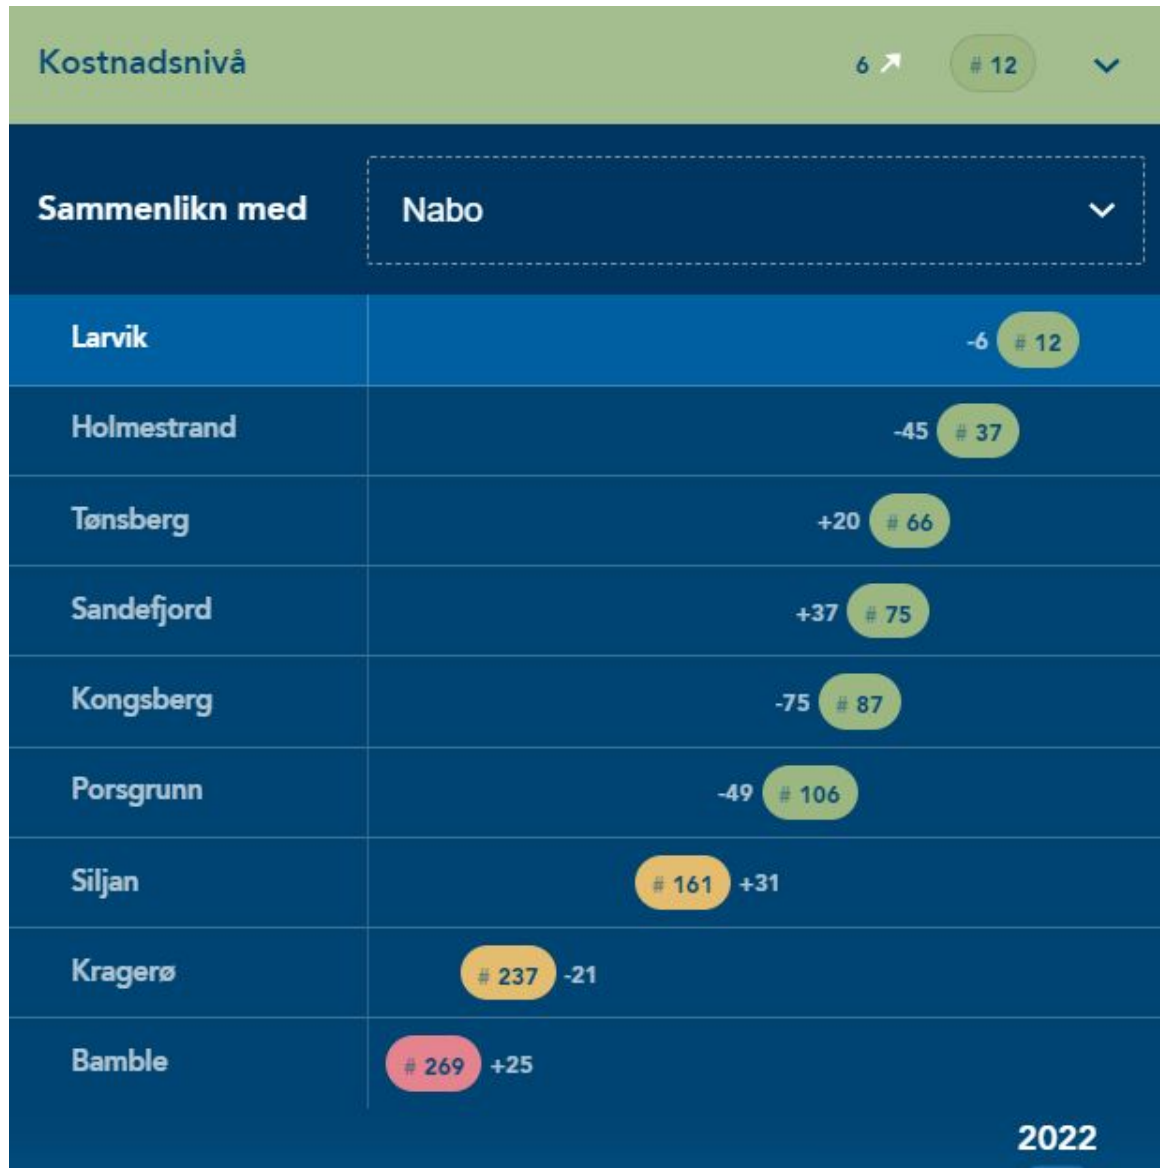 Kostnadsnivå 6 # 12
Sammenlikn med Nabo
Larvik -6 # 12
Holmestrand -45 # 37
Tønsberg +20 # 66
Sandefjord +37 # 75
Kongsberg -75 # 87
Porsgrunn -49 # 106
Siljan # 161 +31
Kragerø # 237 -21
Bamble # 269 +25
2022